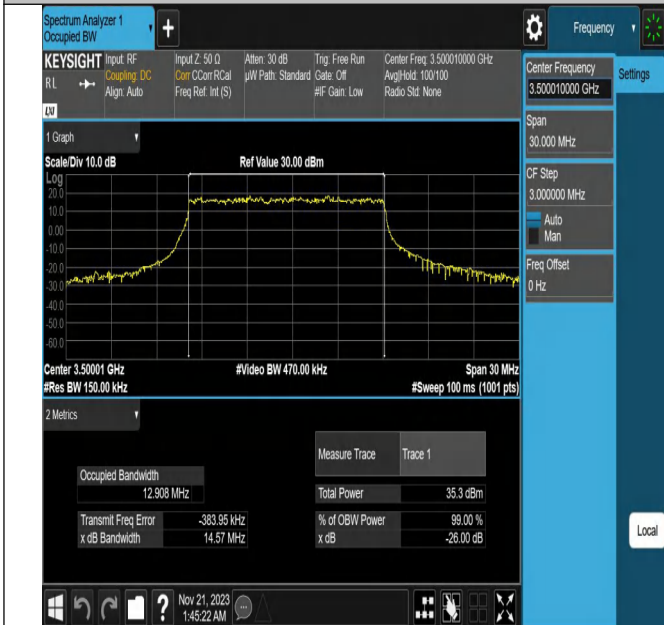 Spectrum Analyzer 1
Occupied BW
Frequency
KEYSIGHT
RL
LXI
Input: RF
Coupling: DC
Align: Auto
Input Z: 50 Ω
Corr CCorr RCal
Freq Ref: Int (S)
Atten: 30 dB
µW Path: Standard
Trig: Free Run
Gate: Off
#IF Gain: Low
Center Freq: 3.500010000 GHz
Avg|Hold: 100/100
Radio Std: None
Center Frequency
3.500010000 GHz
Settings
Span
30.000 MHz
CF Step
3.000000 MHz
Auto
Man
Freq Offset
0 Hz
1 Graph
Scale/Div 10.0 dB
Ref Value 30.00 dBm
Log
20.0
10.0
0.00
-10.0
-20.0
-30.0
-40.0
-50.0
-60.0
Center 3.50001 GHz
#Video BW 470.00 kHz
Span 30 MHz
#Res BW 150.00 kHz
#Sweep 100 ms (1001 pts)
2 Metrics
Measure Trace
Trace 1
Occupied Bandwidth
12.908 MHz
Total Power
35.3 dBm
Transmit Freq Error
-383.95 kHz
% of OBW Power
99.00 %
x dB Bandwidth
14.57 MHz
x dB
-26.00 dB
Local
?
Nov 21, 2023
1:45:22 AM